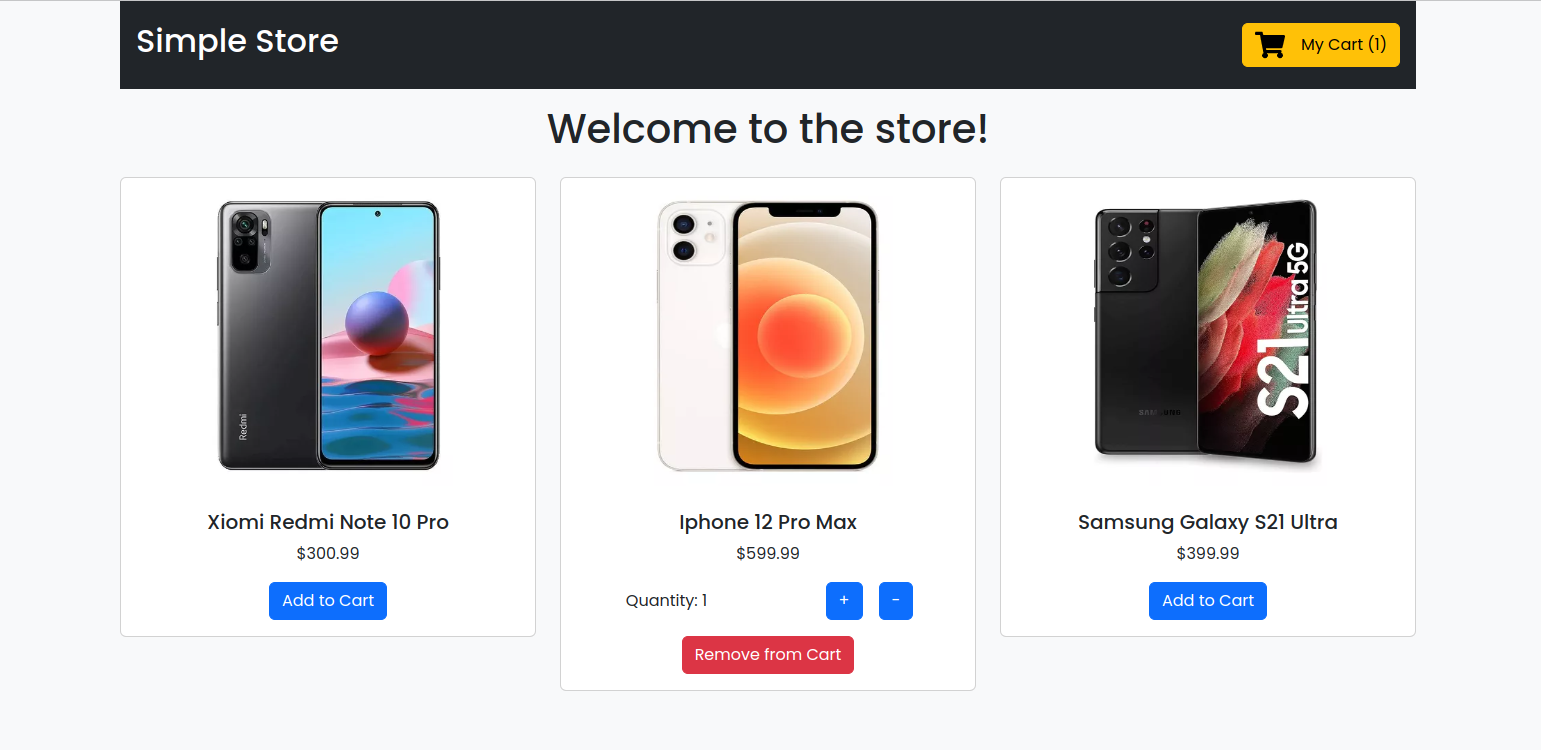 Simple Store
My Cart (1)
Welcome to the store!
Redmi
SAMSUNG
S21 Ultra 5G
Xiomi Redmi Note 10 Pro
Iphone 12 Pro Max
Samsung Galaxy S21 Ultra
$300.99
$599.99
$399.99
Add to Cart
Quantity: 1
+
-
Add to Cart
Remove from Cart